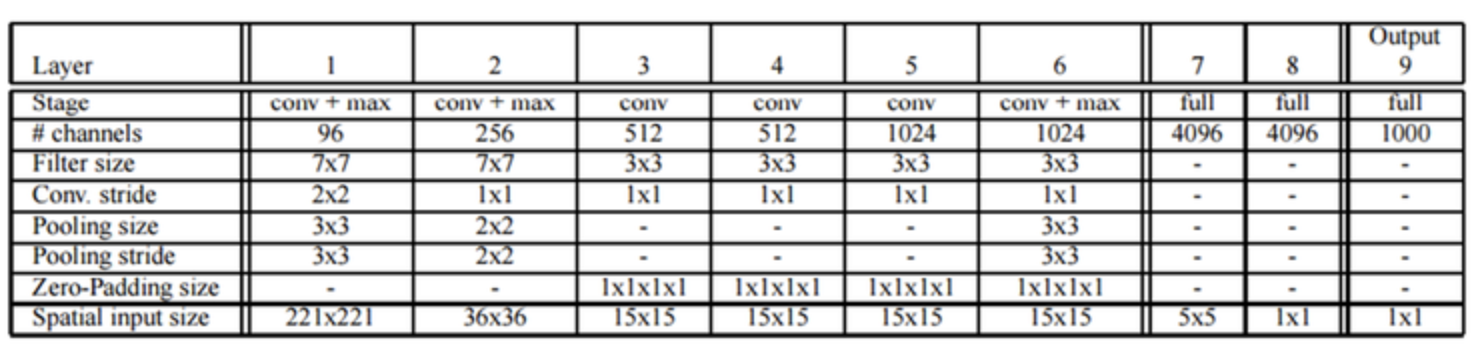 Output
Layer 1 2 3 4 5 6 7 8 9
Stage conv + max conv + max conv conv conv conv + max full full full
# channels 96 256 512 512 1024 1024 4096 4096 1000
Filter size 7x7 7x7 3x3 3x3 3x3 3x3 - - -
Conv. stride 2x2 1x1 1x1 1x1 1x1 1x1 - - -
Pooling size 3x3 2x2 - - - 3x3 - - -
Pooling stride 3x3 2x2 - - - 3x3 - - -
Zero-Padding size - - 1x1x1x1 1x1x1x1 1x1x1x1 1x1x1x1 - - -
Spatial input size 221x221 36x36 15x15 15x15 15x15 15x15 5x5 1x1 1x1